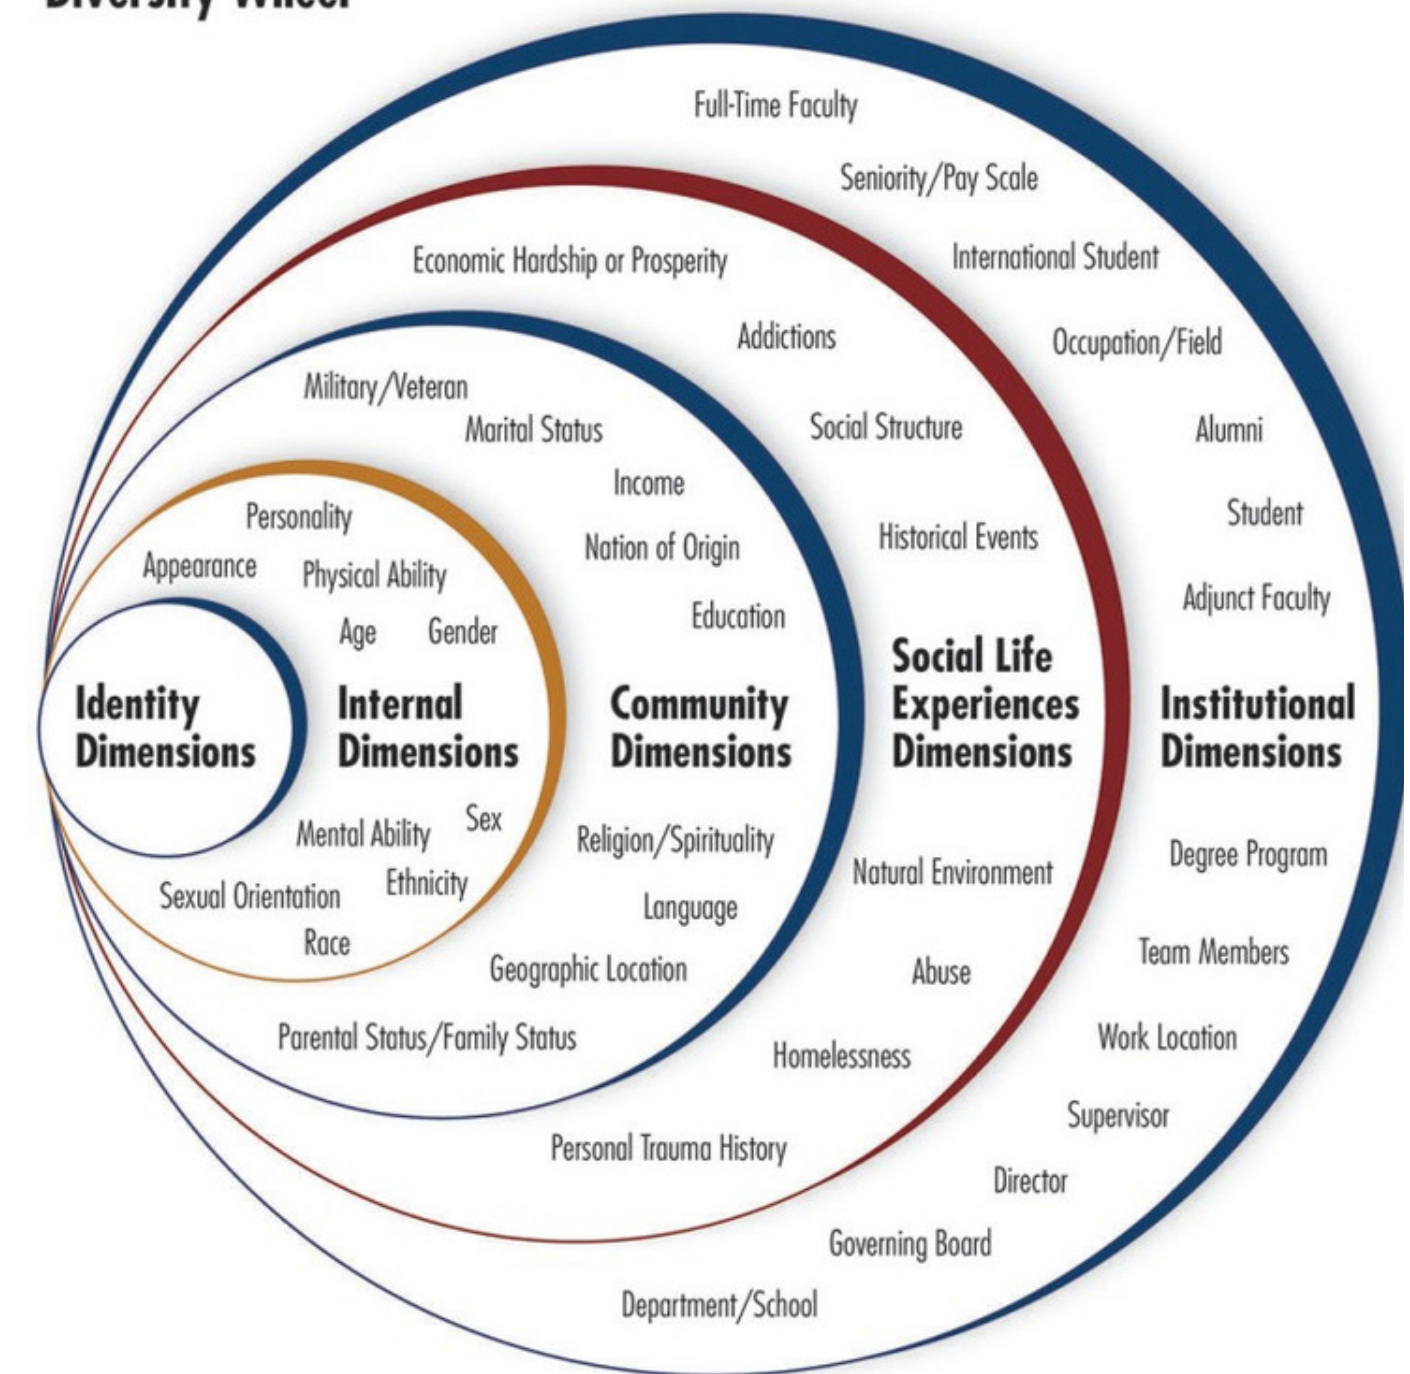 Diversity Wheel
Full-Time Faculty
Seniority/Pay Scale
International Student
Occupation/Field
Alumni
Student
Adjunct Faculty
Institutional
Dimensions
Degree Program
Team Members
Work Location
Supervisor
Director
Governing Board
Department/School
Economic Hardship or Prosperity
Addictions
Social Structure
Historical Events
Social Life
Experiences
Dimensions
Natural Environment
Abuse
Homelessness
Personal Trauma History
Military/Veteran
Marital Status
Income
Nation of Origin
Education
Community
Dimensions
Religion/Spirituality
Language
Geographic Location
Parental Status/Family Status
Personality
Appearance
Physical Ability
Age
Gender
Internal
Dimensions
Mental Ability
Sex
Sexual Orientation
Ethnicity
Race
Identity
Dimensions